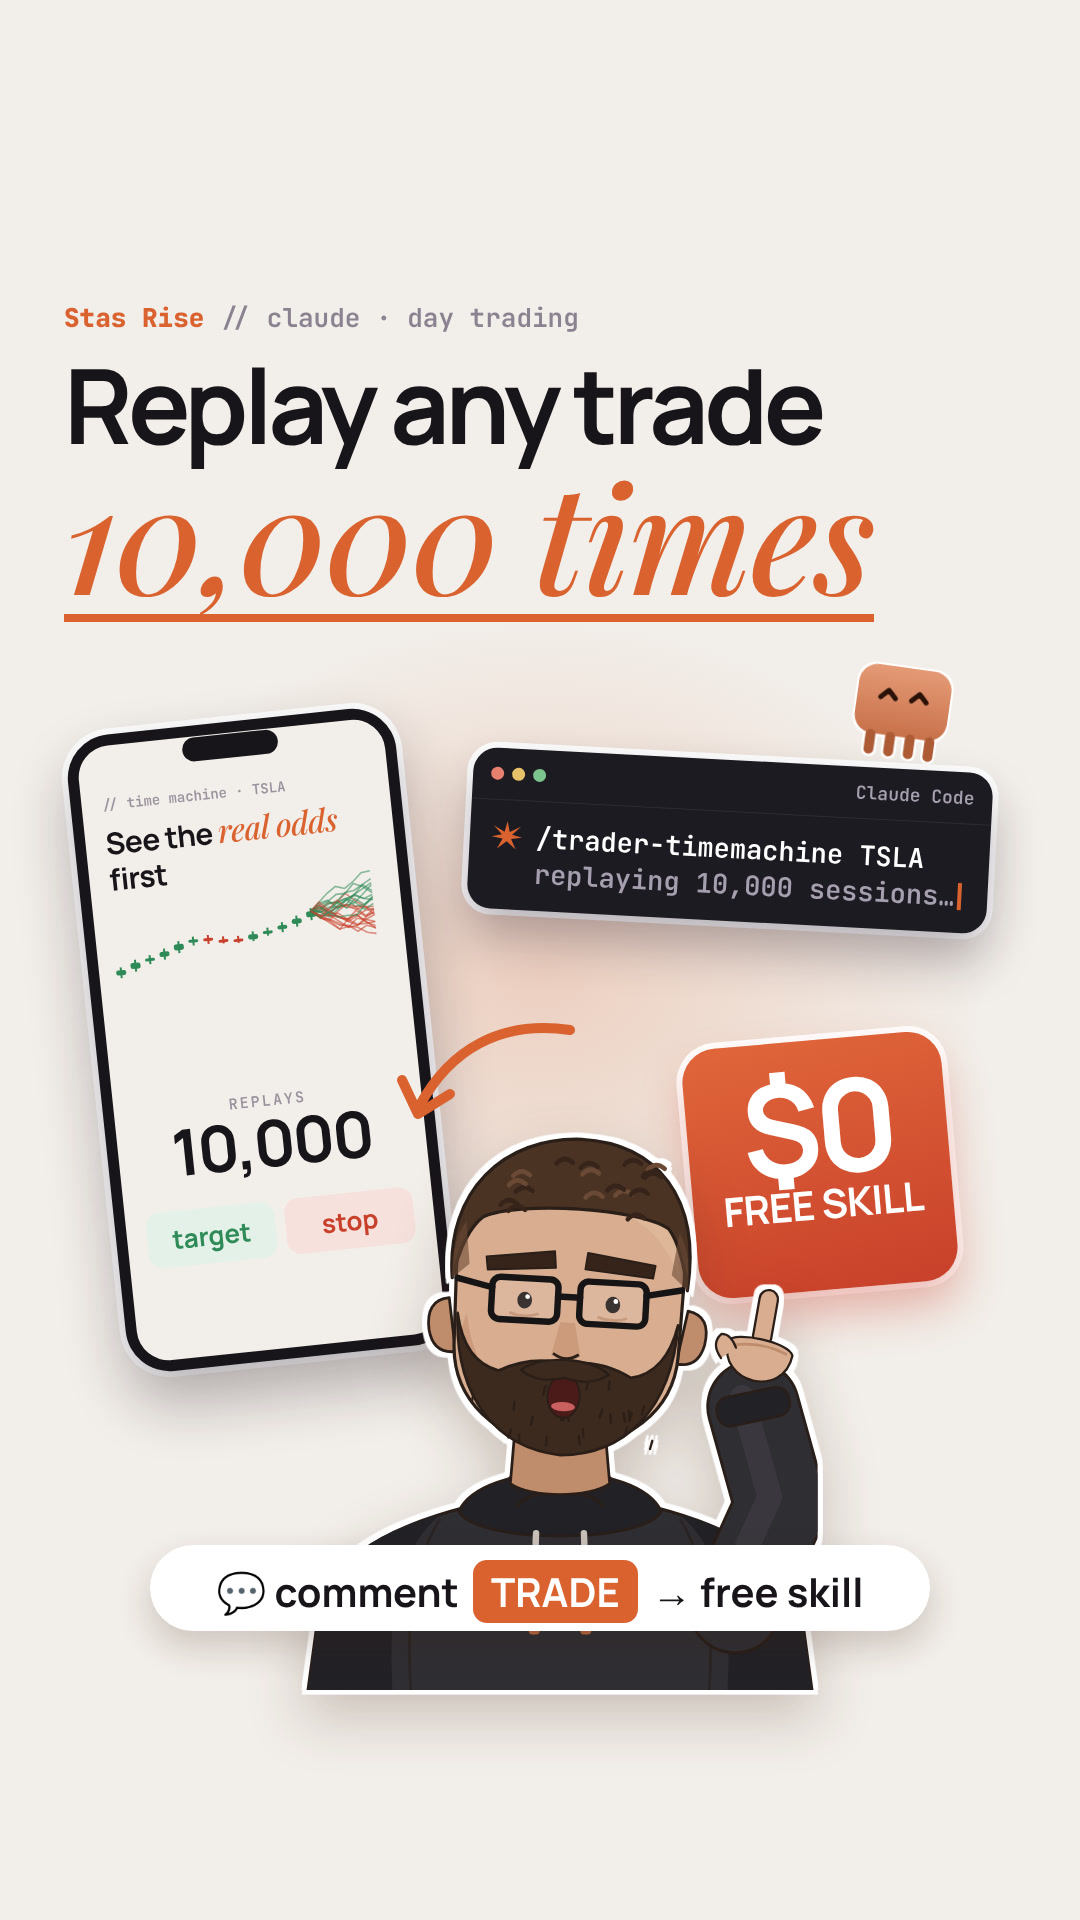 Stas Rise // claude · day trading
Replay any trade
10,000 times
// time machine · TSLA
See the real odds
first
REPLAYS
10,000
target
stop
Claude Code
/trader-timemachine TSLA
replaying 10,000 sessions…
$0
FREE SKILL
💬 comment TRADE → free skill